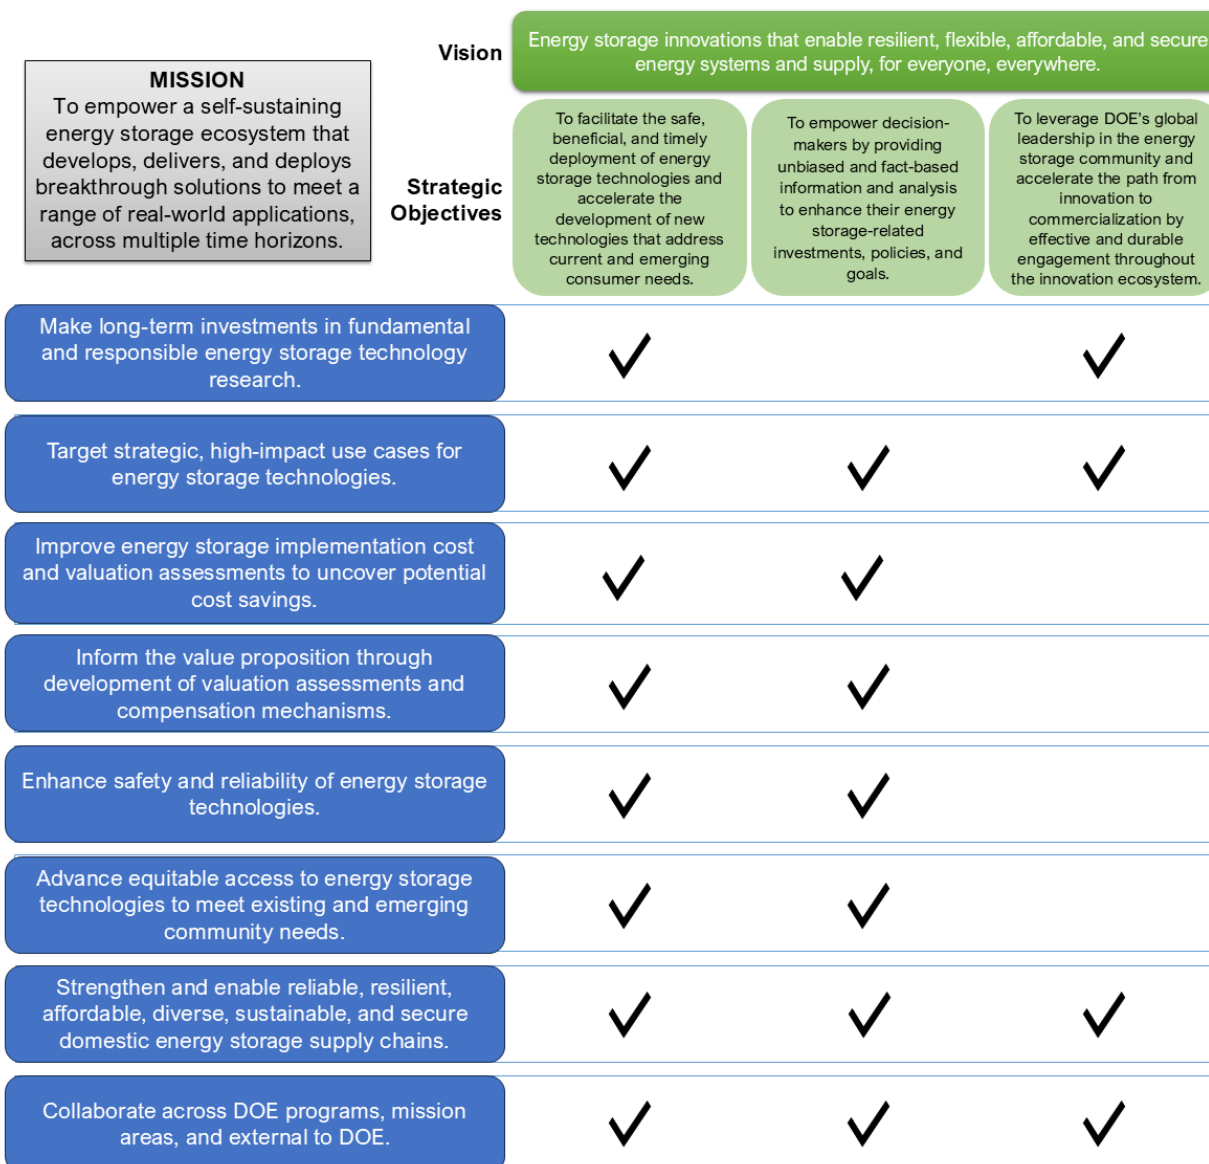 Vision
Energy storage innovations that enable resilient, flexible, affordable, and secure
energy systems and supply, for everyone, everywhere.
MISSION
To empower a self-sustaining
energy storage ecosystem that
develops, delivers, and deploys
breakthrough solutions to meet a
range of real-world applications,
across multiple time horizons.
Strategic
Objectives
To facilitate the safe,
beneficial, and timely
deployment of energy
storage technologies and
accelerate the
development of new
technologies that address
current and emerging
consumer needs.
To empower decision-
makers by providing
unbiased and fact-based
information and analysis
to enhance their energy
storage-related
investments, policies, and
goals.
To leverage DOE’s global
leadership in the energy
storage community and
accelerate the path from
innovation to
commercialization by
effective and durable
engagement throughout
the innovation ecosystem.
Make long-term investments in fundamental
and responsible energy storage technology
research.
Target strategic, high-impact use cases for
energy storage technologies.
Improve energy storage implementation cost
and valuation assessments to uncover potential
cost savings.
Inform the value proposition through
development of valuation assessments and
compensation mechanisms.
Enhance safety and reliability of energy storage
technologies.
Advance equitable access to energy storage
technologies to meet existing and emerging
community needs.
Strengthen and enable reliable, resilient,
affordable, diverse, sustainable, and secure
domestic energy storage supply chains.
Collaborate across DOE programs, mission
areas, and external to DOE.